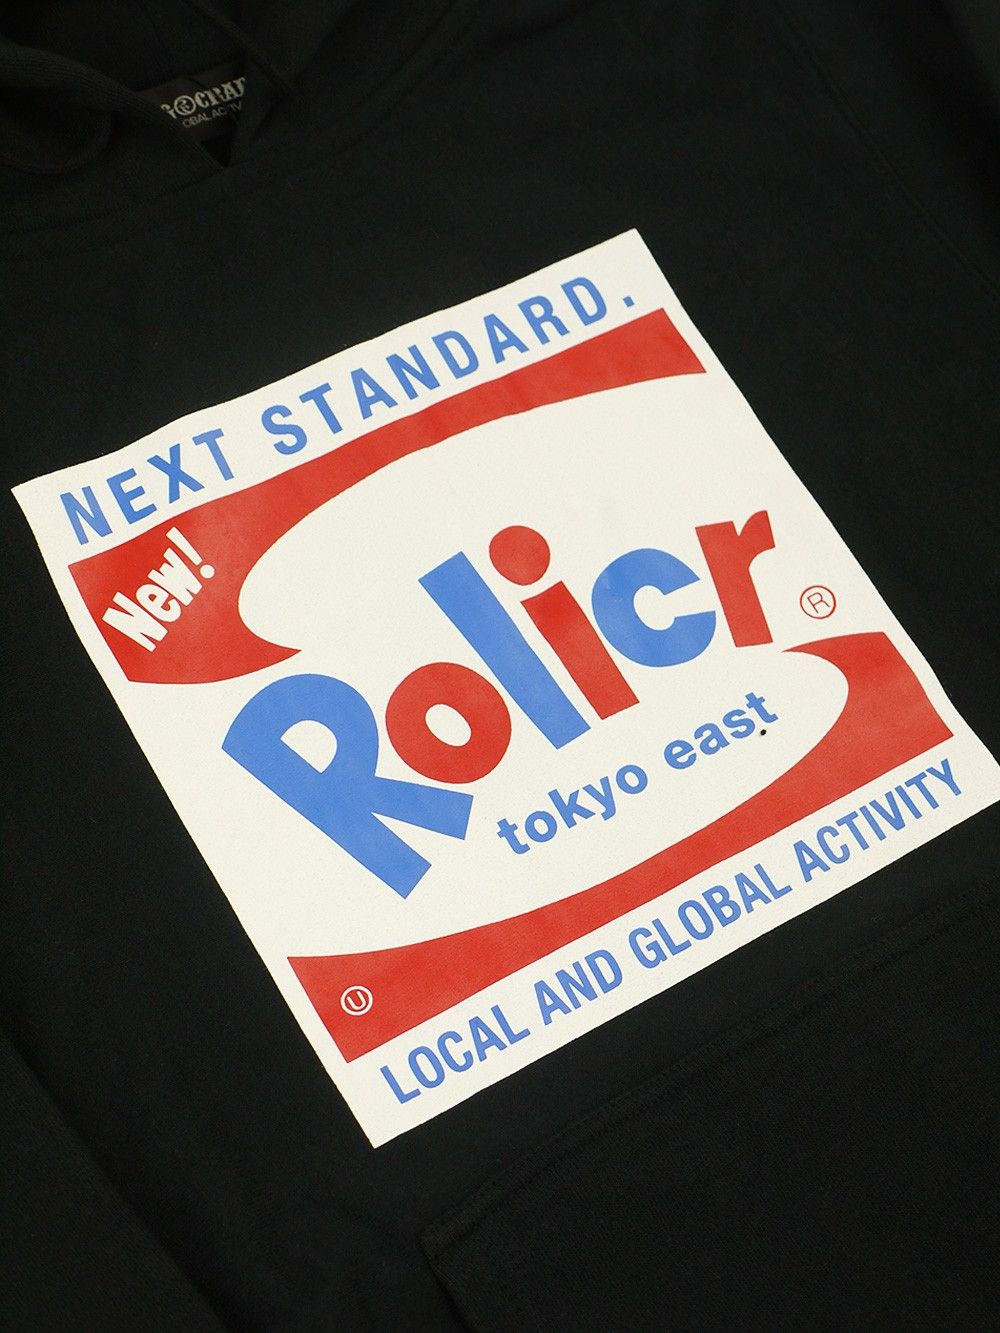 NEXT STANDARD.
New!
Rolicr ®
tokyo east
Ⓤ
LOCAL AND GLOBAL ACTIVITY